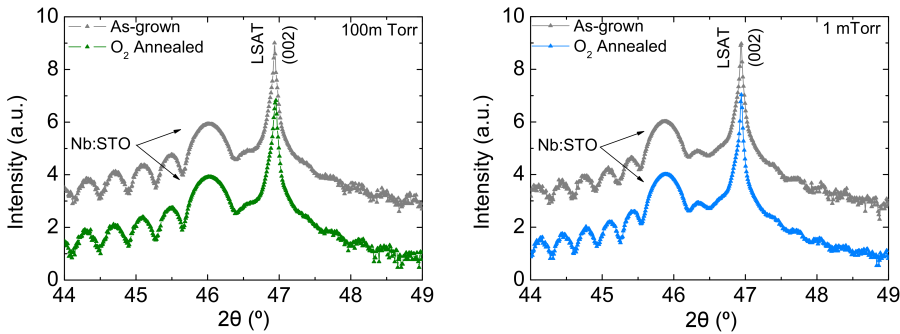 As-grown
O2 Annealed
100m Torr
LSAT
(002)
Nb:STO
Intensity (a.u.)
0
2
4
6
8
44 45 46 47 48 49
2θ (º)
As-grown
O2 Annealed
1 mTorr
LSAT
(002)
Nb:STO
Intensity (a.u.)
0
2
4
6
8
44 45 46 47 48 49
2θ (º)